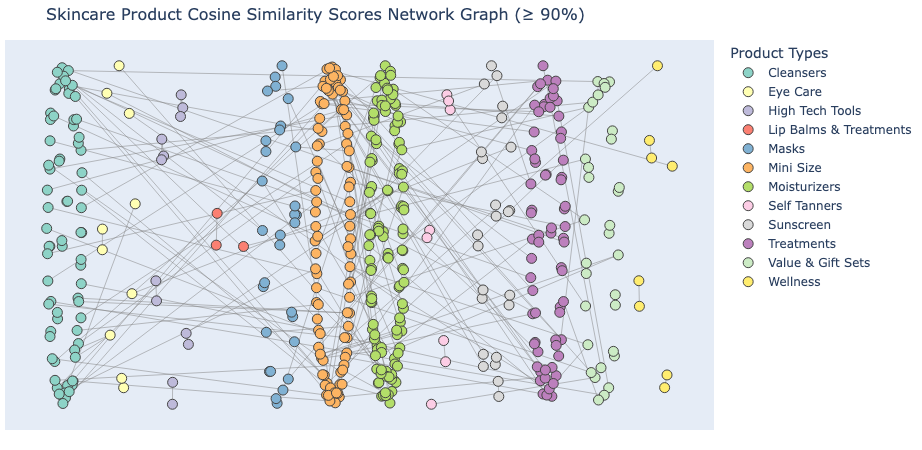 Skincare Product Cosine Similarity Scores Network Graph (≥ 90%)
Product Types
Cleansers
Eye Care
High Tech Tools
Lip Balms & Treatments
Masks
Mini Size
Moisturizers
Self Tanners
Sunscreen
Treatments
Value & Gift Sets
Wellness